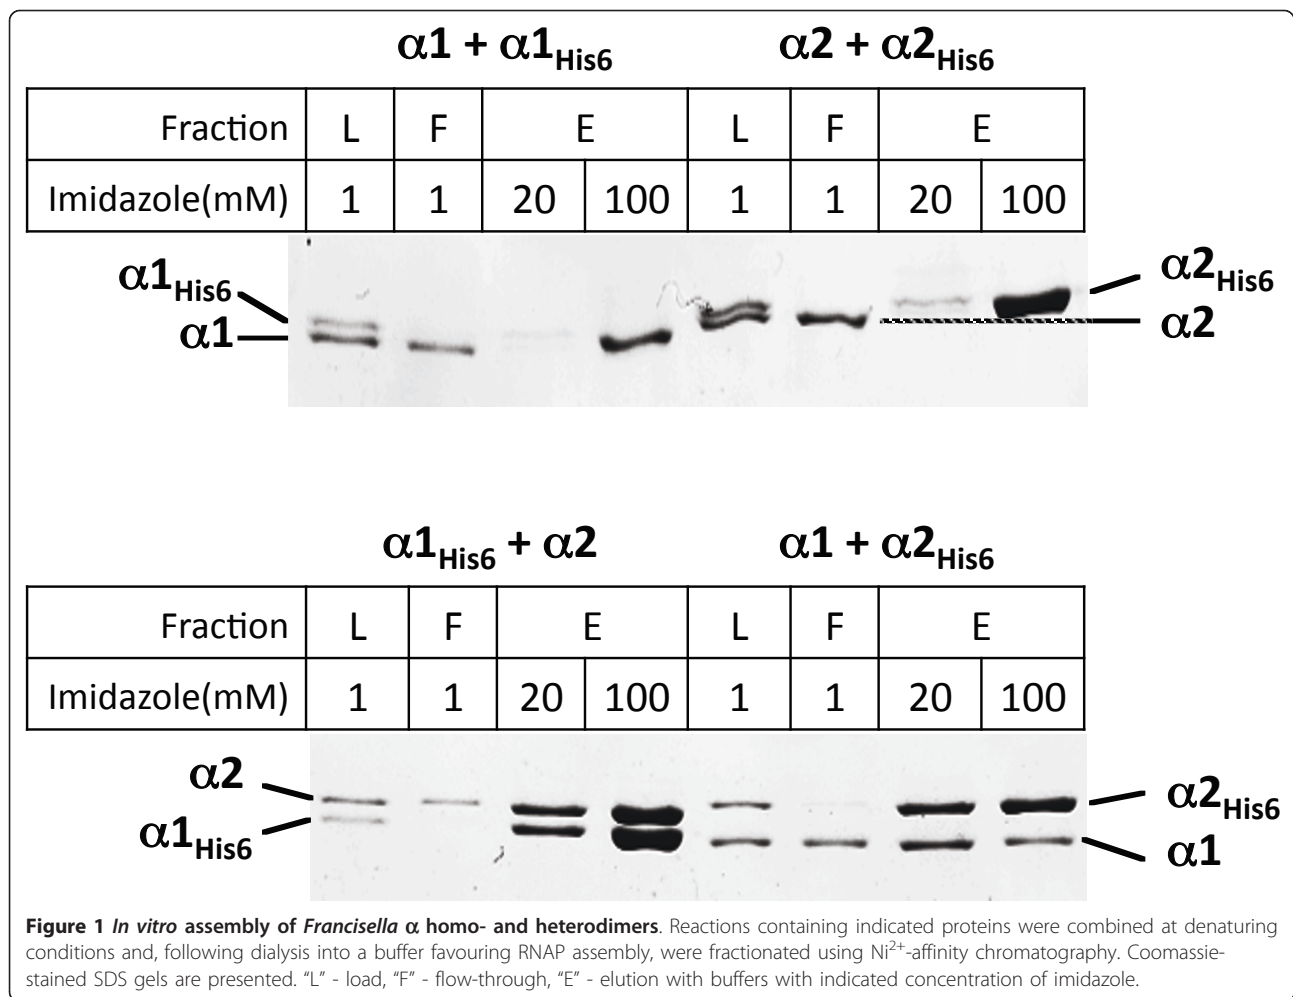 α1 + α1His6 α2 + α2His6
Fraction L F E L F E
Imidazole(mM) 1 1 20 100 1 1 20 100
α1His6 α2His6
α1 α2
α1His6 + α2 α1 + α2His6
Fraction L F E L F E
Imidazole(mM) 1 1 20 100 1 1 20 100
α2 α2His6
α1His6 α1
Figure 1 In vitro assembly of Francisella α homo- and heterodimers. Reactions containing indicated proteins were combined at denaturing
conditions and, following dialysis into a buffer favouring RNAP assembly, were fractionated using Ni2+-affinity chromatography. Coomassie-
stained SDS gels are presented. “L” - load, “F” - flow-through, “E” - elution with buffers with indicated concentration of imidazole.